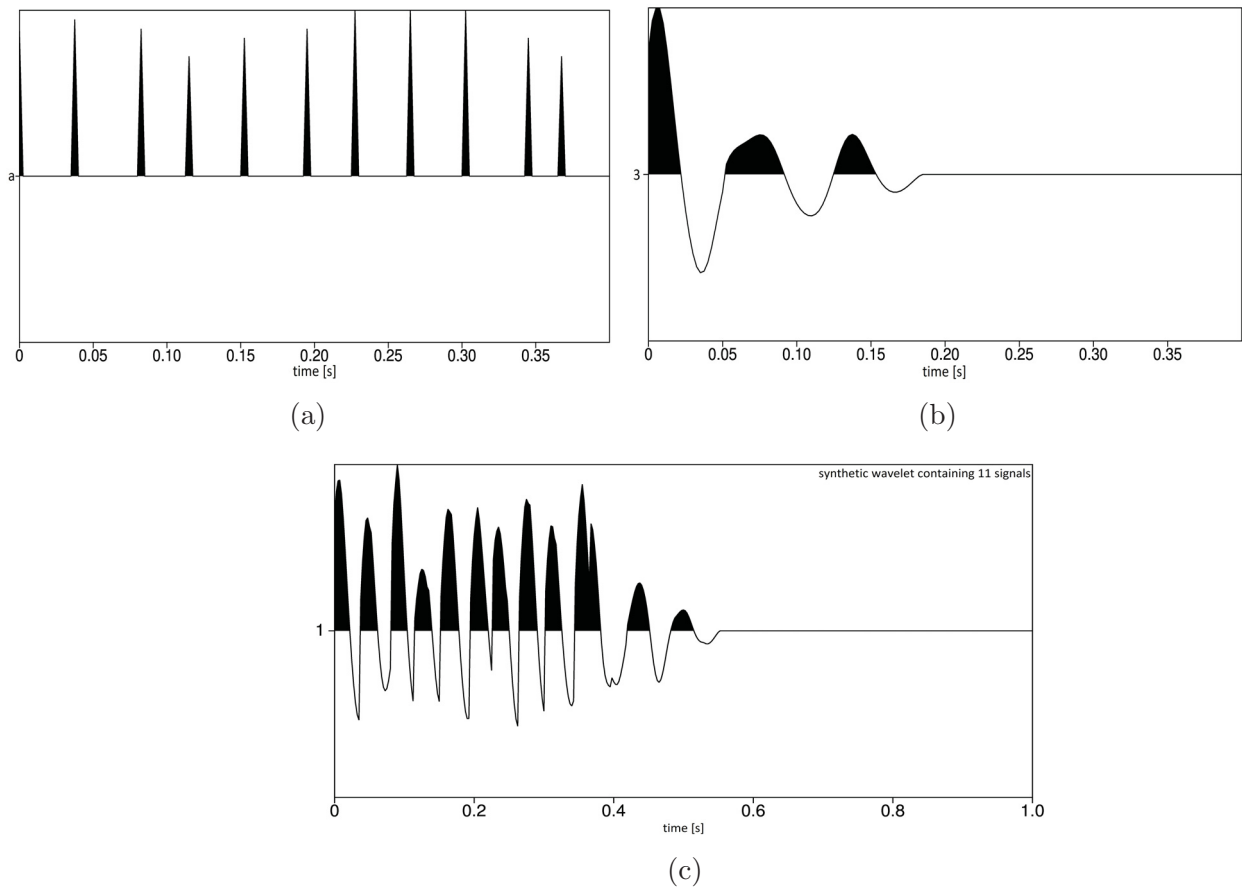 a
0 0.05 0.10 0.15 0.20 0.25 0.30 0.35
time [s]
(a)
3
0 0.05 0.10 0.15 0.20 0.25 0.30 0.35
time [s]
(b)
synthetic wavelet containing 11 signals
1
0 0.2 0.4 0.6 0.8 1.0
time [s]
(c)